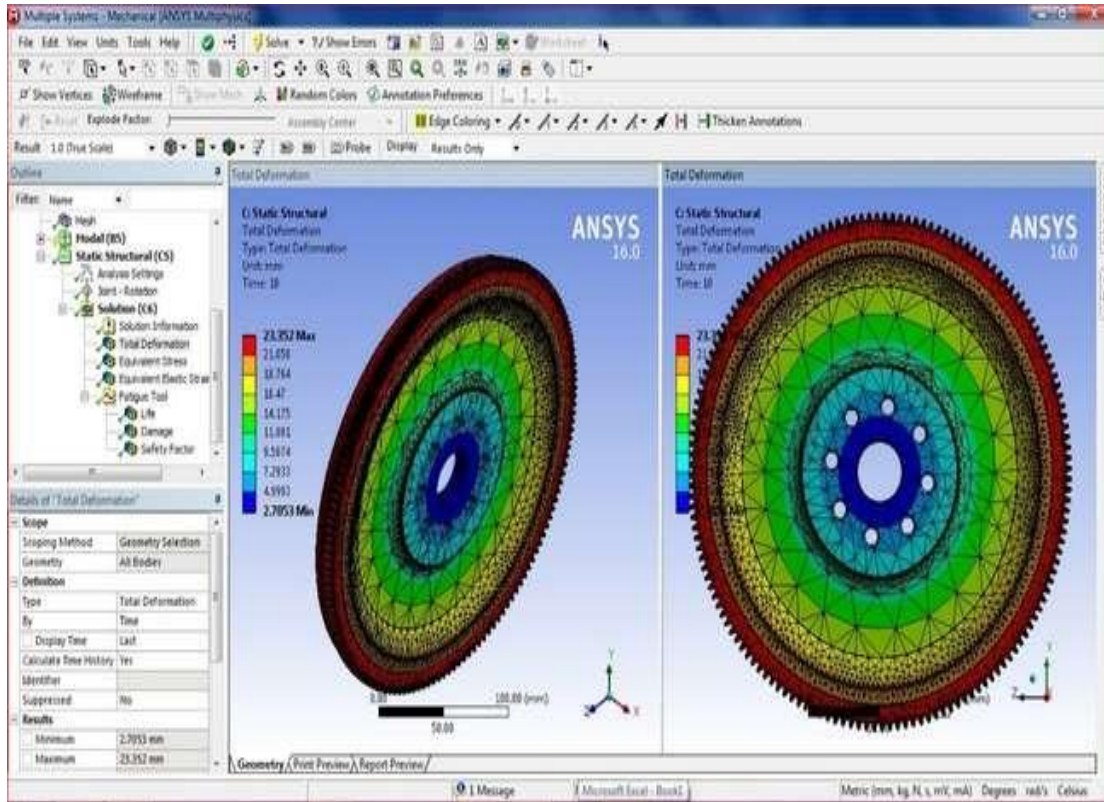 Multiple Systems - Mechanical [ANSYS Multiphysics]
File Edit View Units Tools Help Solve ?/ Show Errors Worksheet
Show Vertices Wireframe Show Mesh Random Colors Annotation Preferences
Reset Explode Factor: Assembly Center Edge Coloring Thicken Annotations
Result 1.0 (True Scale) Probe Display Results Only
Outline
Filter: Name
Mesh
Modal (B5)
Static Structural (C5)
Analysis Settings
Joint - Rotation
Solution (C6)
Solution Information
Total Deformation
Equivalent Stress
Equivalent Elastic Strai
Fatigue Tool
Life
Damage
Safety Factor
Details of "Total Deformation"
Scope
Scoping Method Geometry Selection
Geometry All Bodies
Definition
Type Total Deformation
By Time
Display Time Last
Calculate Time History Yes
Identifier
Suppressed No
Results
Minimum 2.7053 mm
Maximum 23.352 mm
Total Deformation
C: Static Structural
Total Deformation
Type: Total Deformation
Unit: mm
Time: 10
ANSYS
16.0
23.352 Max
21.058
18.764
16.47
14.175
11.881
9.5874
7.2933
4.9993
2.7053 Min
0.00 100.00 (mm)
50.00
Y
Z X
Total Deformation
C: Static Structural
Total Deformation
Type: Total Deformation
Unit: mm
Time: 10
ANSYS
16.0
Y
Z X
Geometry Print Preview Report Preview
1 Message Microsoft Excel - Book1 Metric (mm, kg, N, s, mV, mA) Degrees rad/s Celsius